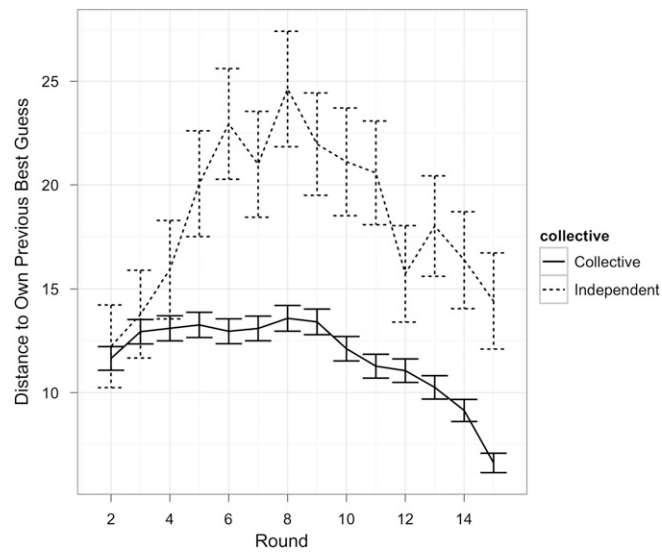 Distance to Own Previous Best Guess
25
20
15
10
2 4 6 8 10 12 14
Round
collective
Collective
Independent